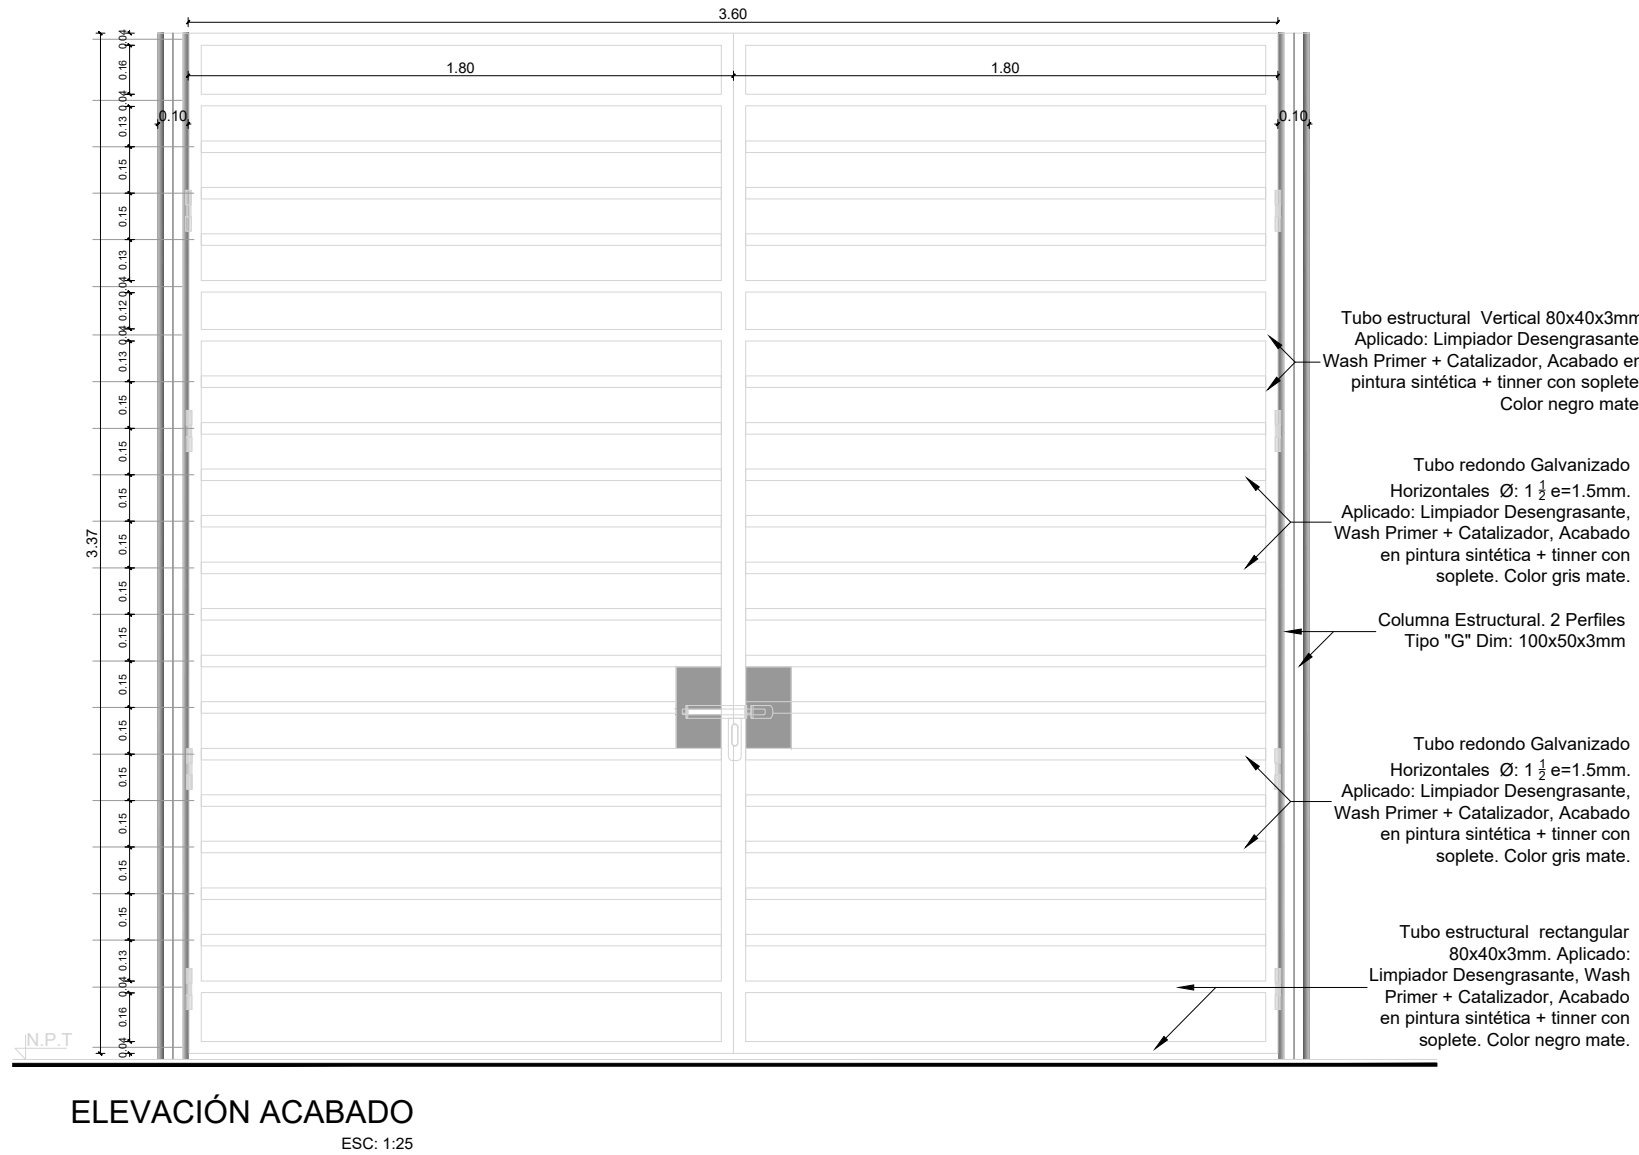 3.60
1.80
1.80
0.10
0.10
0.04
0.16
0.04
0.13
0.15
0.15
0.13
0.04
0.12
0.04
0.13
0.15
0.15
0.15
0.15
0.15
0.15
0.15
0.15
0.15
0.15
0.15
0.15
0.13
0.04
0.16
0.04
3.37
Tubo estructural Vertical 80x40x3mm
Aplicado: Limpiador Desengrasante
Wash Primer + Catalizador, Acabado en
pintura sintética + tinner con soplete
Color negro mate
Tubo redondo Galvanizado
Horizontales Ø: 1 1/2 e=1.5mm.
Aplicado: Limpiador Desengrasante,
Wash Primer + Catalizador, Acabado
en pintura sintética + tinner con
soplete. Color gris mate.
Columna Estructural. 2 Perfiles
Tipo "G" Dim: 100x50x3mm
Tubo redondo Galvanizado
Horizontales Ø: 1 1/2 e=1.5mm.
Aplicado: Limpiador Desengrasante,
Wash Primer + Catalizador, Acabado
en pintura sintética + tinner con
soplete. Color gris mate.
Tubo estructural rectangular
80x40x3mm. Aplicado:
Limpiador Desengrasante, Wash
Primer + Catalizador, Acabado
en pintura sintética + tinner con
soplete. Color negro mate.
N.P.T
ELEVACIÓN ACABADO
ESC: 1:25